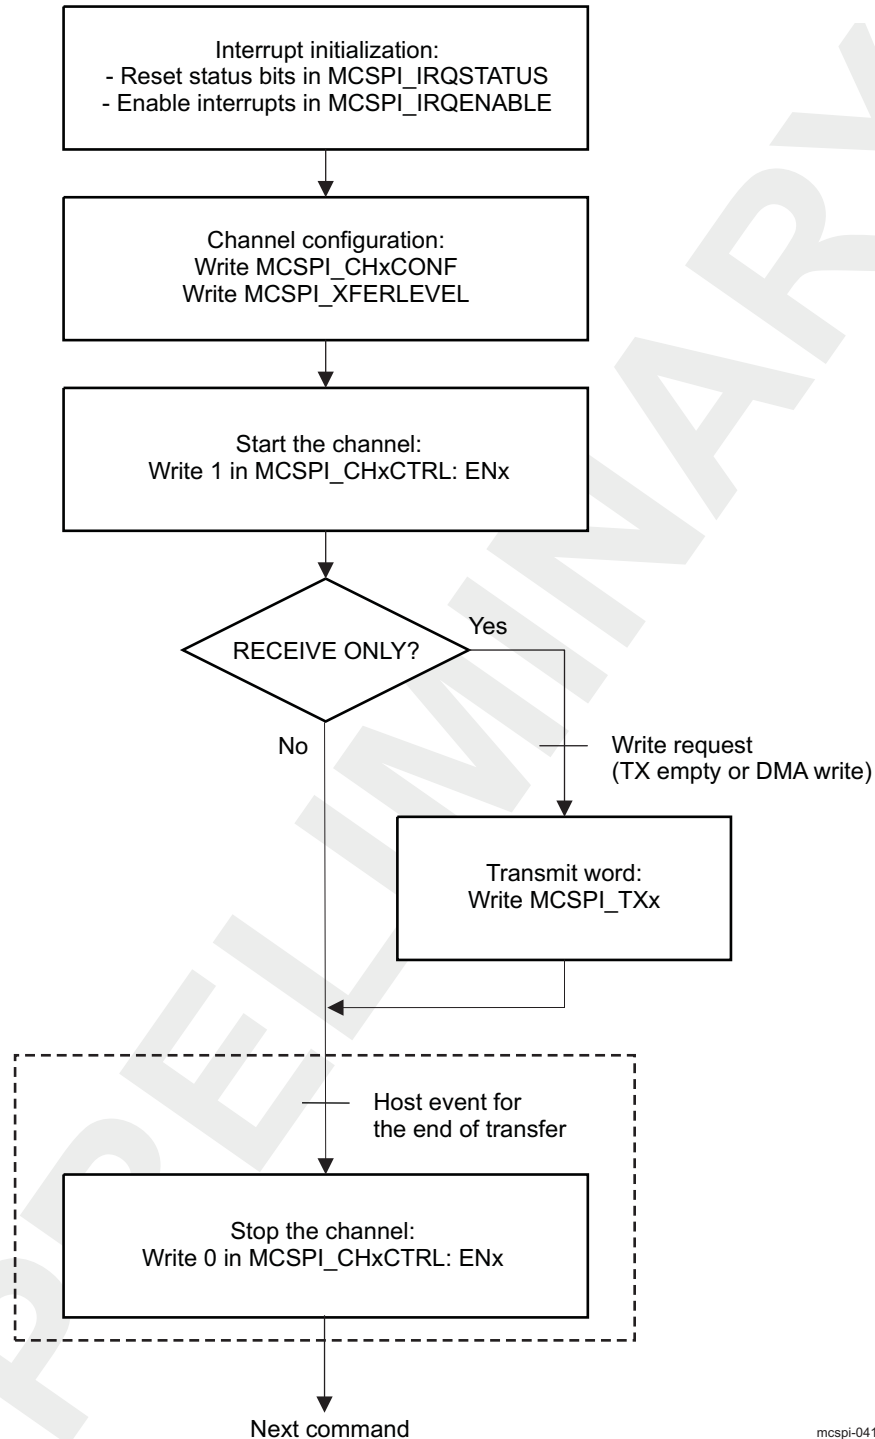 Interrupt initialization:
- Reset status bits in MCSPI_IRQSTATUS
- Enable interrupts in MCSPI_IRQENABLE
Channel configuration:
Write MCSPI_CHxCONF
Write MCSPI_XFERLEVEL
Start the channel:
Write 1 in MCSPI_CHxCTRL: ENx
RECEIVE ONLY?
Yes
No
Write request
(TX empty or DMA write)
Transmit word:
Write MCSPI_TXx
Host event for
the end of transfer
Stop the channel:
Write 0 in MCSPI_CHxCTRL: ENx
Next command
mcspi-041
PRELIMINARY